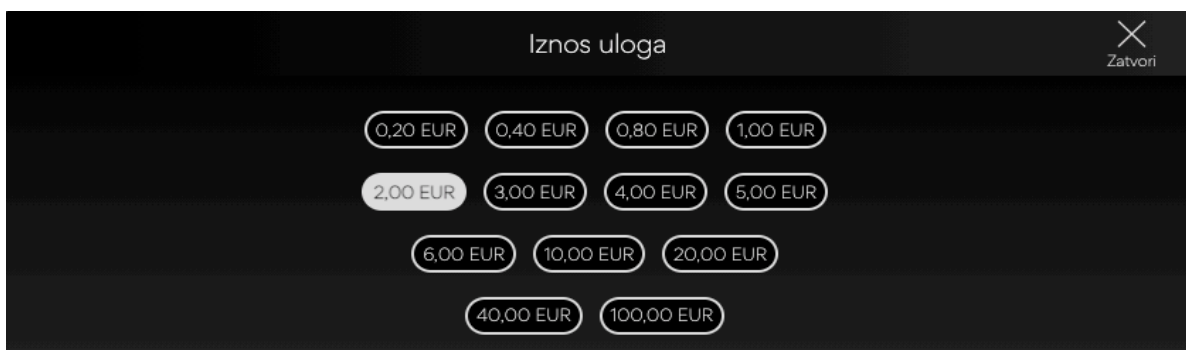 Iznos uloga
Zatvori
0,20 EUR 0,40 EUR 0,80 EUR 1,00 EUR
2,00 EUR 3,00 EUR 4,00 EUR 5,00 EUR
6,00 EUR 10,00 EUR 20,00 EUR
40,00 EUR 100,00 EUR